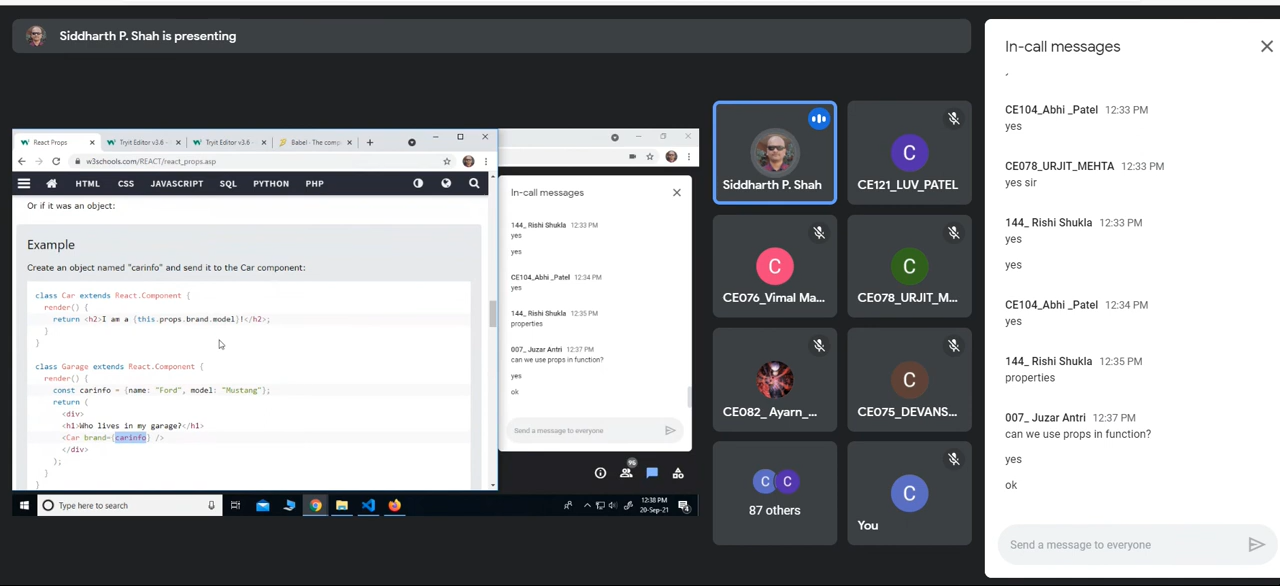 Siddharth P. Shah is presenting
React Props
Tryit Editor v3.6
Tryit Editor v3.6
Babel · The comp
w3schools.com/REACT/react_props.asp
HTML CSS JAVASCRIPT SQL PYTHON PHP
Or if it was an object:
Example
Create an object named "carinfo" and send it to the Car component:
class Car extends React.Component {
render() {
return <h2>I am a {this.props.brand.model}!</h2>;
}
}
class Garage extends React.Component {
render() {
const carinfo = {name: "Ford", model: "Mustang"};
return (
<div>
<h1>Who lives in my garage?</h1>
<Car brand={carinfo} />
</div>
);
}
}
In-call messages
144_ Rishi Shukla 12:33 PM
yes
yes
CE104_Abhi _Patel 12:34 PM
yes
144_ Rishi Shukla 12:35 PM
properties
007_ Juzar Antri 12:37 PM
can we use props in function?
yes
ok
Send a message to everyone
96
Type here to search
12:38 PM
20-Sep-21
4
Siddharth P. Shah
C
CE121_LUV_PATEL
C
CE076_Vimal Ma...
C
CE078_URJIT_M...
CE082_ Ayarn_...
C
CE075_DEVANS...
C C
87 others
C
You
In-call messages
CE104_Abhi _Patel 12:33 PM
yes
CE078_URJIT_MEHTA 12:33 PM
yes sir
144_ Rishi Shukla 12:33 PM
yes
yes
CE104_Abhi _Patel 12:34 PM
yes
144_ Rishi Shukla 12:35 PM
properties
007_ Juzar Antri 12:37 PM
can we use props in function?
yes
ok
Send a message to everyone